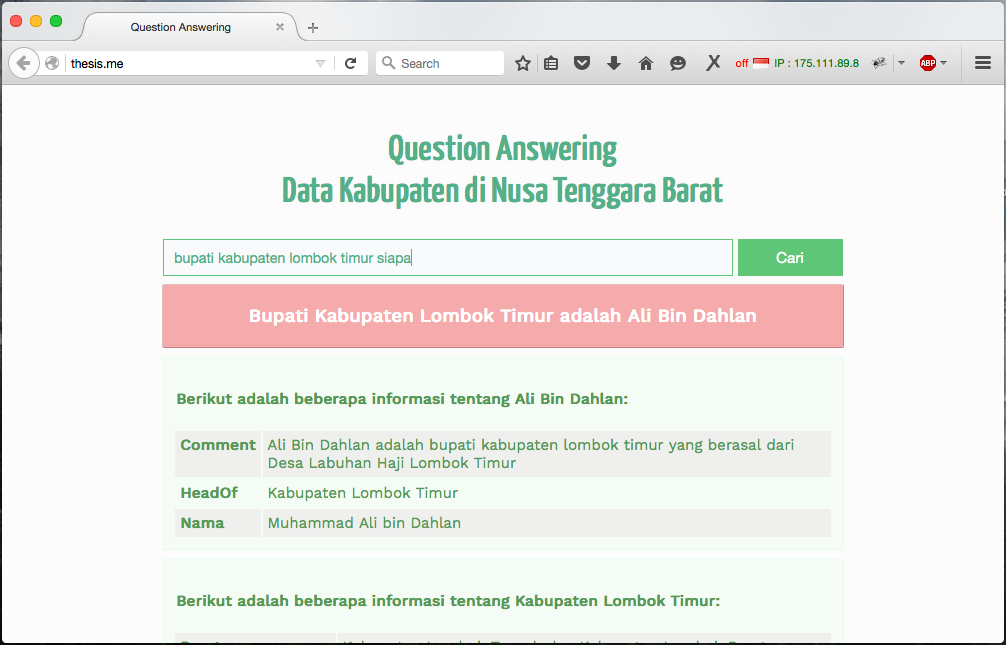 Question Answering
thesis.me
Search
off
IP : 175.111.89.8
ABP
Question Answering
Data Kabupaten di Nusa Tenggara Barat
bupati kabupaten lombok timur siapa
Cari
Bupati Kabupaten Lombok Timur adalah Ali Bin Dahlan
Berikut adalah beberapa informasi tentang Ali Bin Dahlan:
Comment Ali Bin Dahlan adalah bupati kabupaten lombok timur yang berasal dari
Desa Labuhan Haji Lombok Timur
HeadOf Kabupaten Lombok Timur
Nama Muhammad Ali bin Dahlan
Berikut adalah beberapa informasi tentang Kabupaten Lombok Timur: